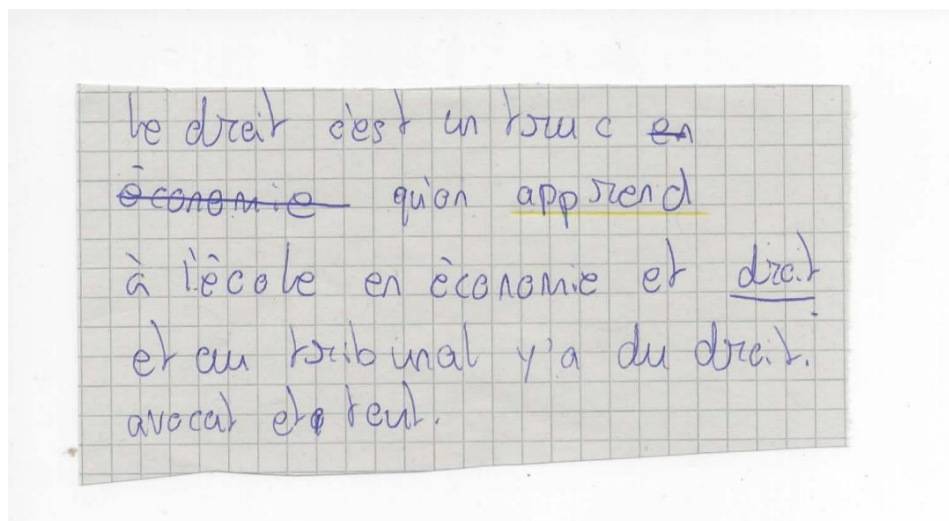 le droit c'est un truc en
économie qu'on apprend
à l'école en économie et droit
et au tribunal y'a du droit.
avocat et tout.